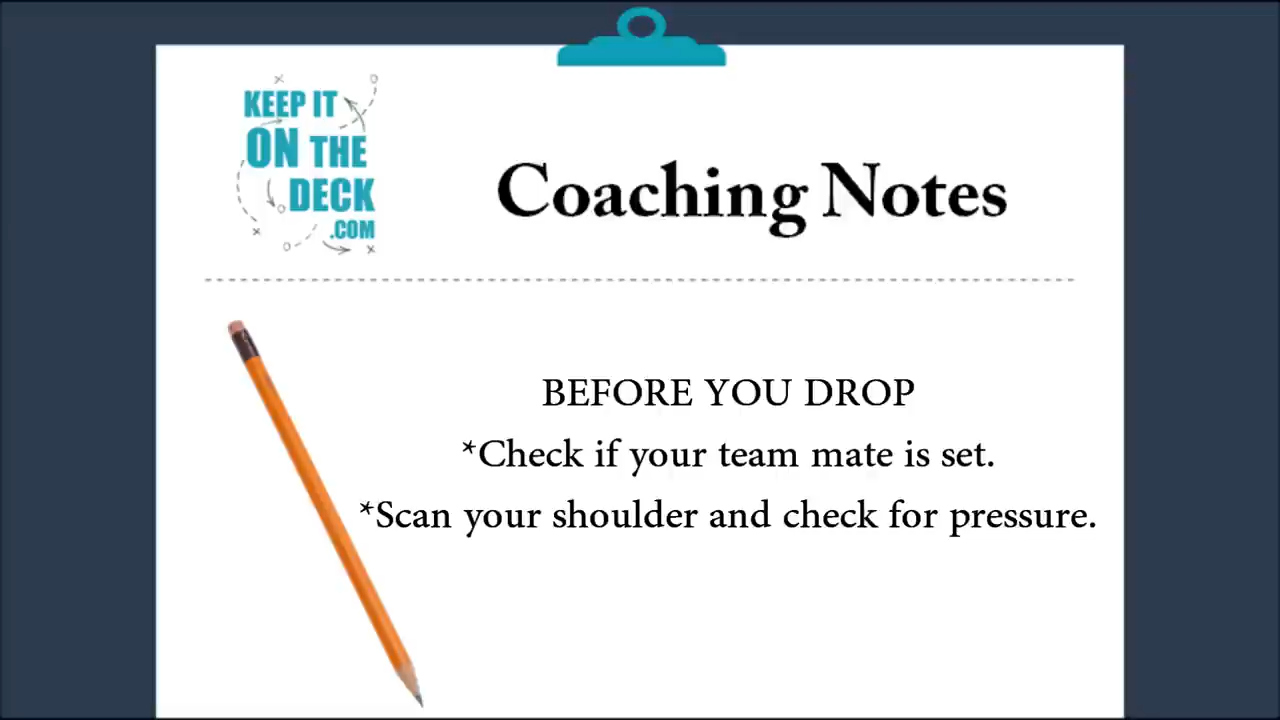 KEEP IT
ON THE
DECK
.COM
Coaching Notes
BEFORE YOU DROP
*Check if your team mate is set.
*Scan your shoulder and check for pressure.